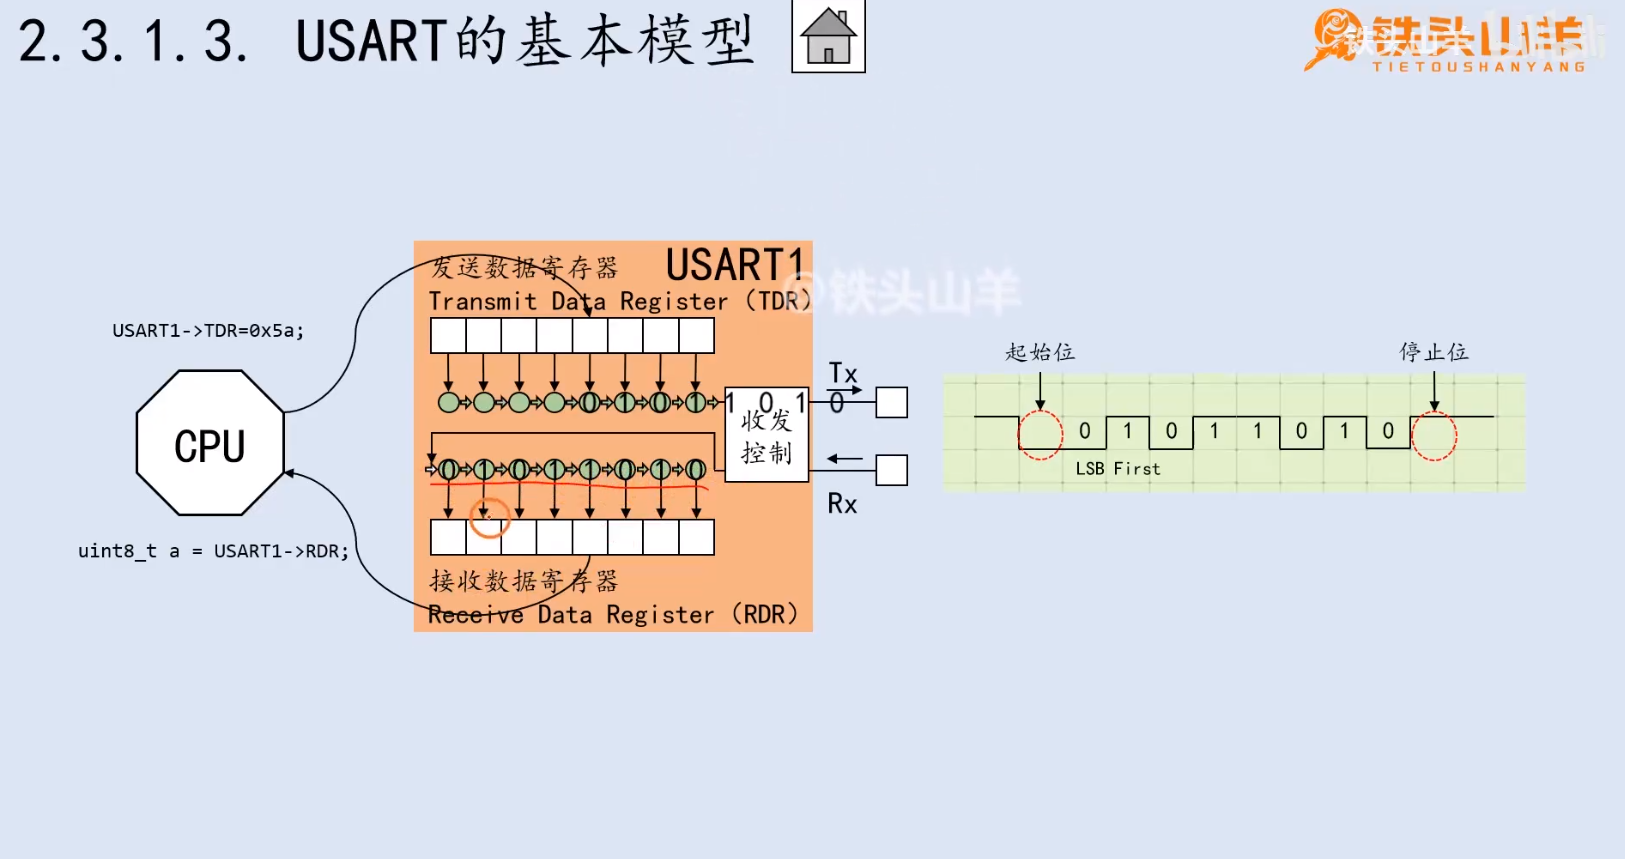 2.3.1.3. USART的基本模型
铁头山羊
TIETOUSHANYANG
发送数据寄存器
USART1
Transmit Data Register（TDR）
@铁头山羊
USART1->TDR=0x5a;
起始位
停止位
Tx
0 1 0 1
1 0 1 0
收发
控制
0 1 0 1 1 0 1 0
LSB First
CPU
0 1 0 1 1 0 1 0
Rx
uint8_t a = USART1->RDR;
接收数据寄存器
Receive Data Register（RDR）